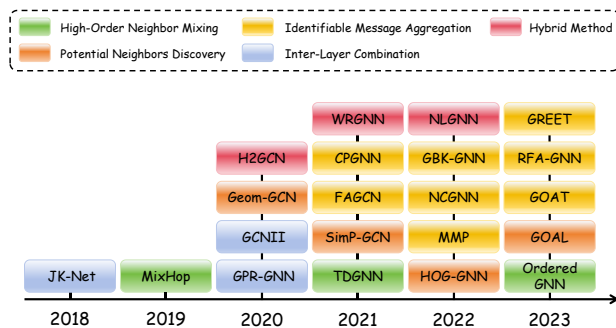 High-Order Neighbor Mixing
Identifiable Message Aggregation
Hybrid Method
Potential Neighbors Discovery
Inter-Layer Combination
WRGNN
NLGNN
GREET
H2GCN
CPGNN
GBK-GNN
RFA-GNN
Geom-GCN
FAGCN
NCGNN
GOAT
GCNII
SimP-GCN
MMP
GOAL
JK-Net
MixHop
GPR-GNN
TDGNN
HOG-GNN
Ordered
GNN
2018
2019
2020
2021
2022
2023